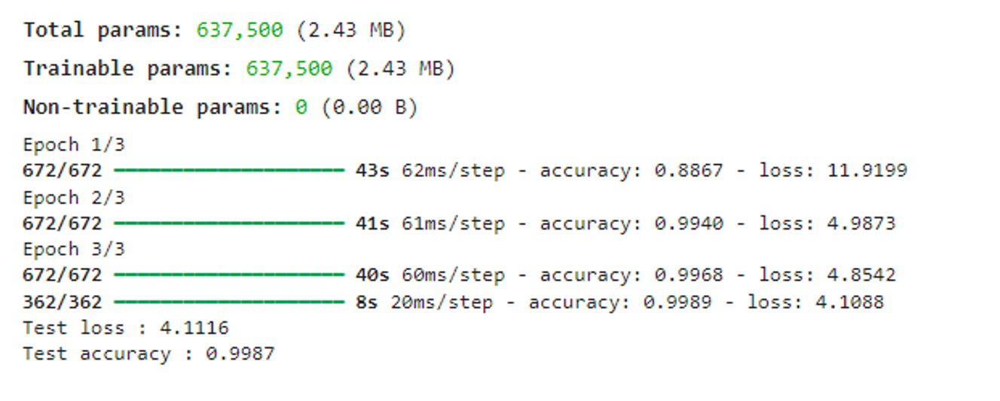 Total params: 637,500 (2.43 MB)
Trainable params: 637,500 (2.43 MB)
Non-trainable params: 0 (0.00 B)
Epoch 1/3
672/672 ━━━━━━━━━━━━━━━━━━━━ 43s 62ms/step - accuracy: 0.8867 - loss: 11.9199
Epoch 2/3
672/672 ━━━━━━━━━━━━━━━━━━━━ 41s 61ms/step - accuracy: 0.9940 - loss: 4.9873
Epoch 3/3
672/672 ━━━━━━━━━━━━━━━━━━━━ 40s 60ms/step - accuracy: 0.9968 - loss: 4.8542
362/362 ━━━━━━━━━━━━━━━━━━━━ 8s 20ms/step - accuracy: 0.9989 - loss: 4.1088
Test loss : 4.1116
Test accuracy : 0.9987